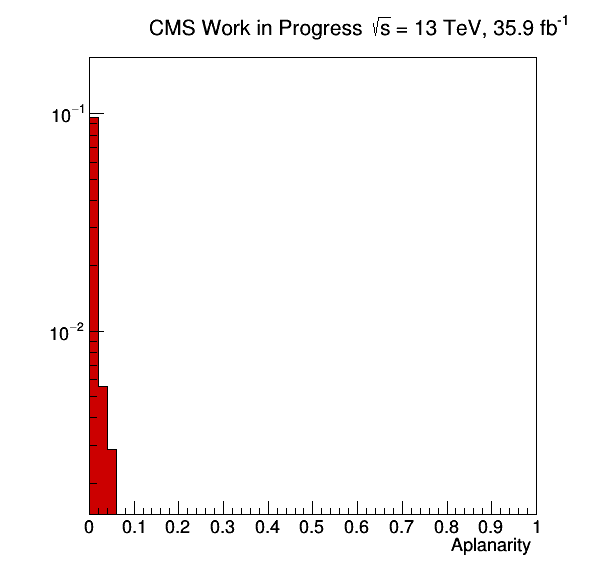 CMS Work in Progress √s = 13 TeV, 35.9 fb⁻¹
10⁻¹
10⁻²
0 0.1 0.2 0.3 0.4 0.5 0.6 0.7 0.8 0.9 1
Aplanarity